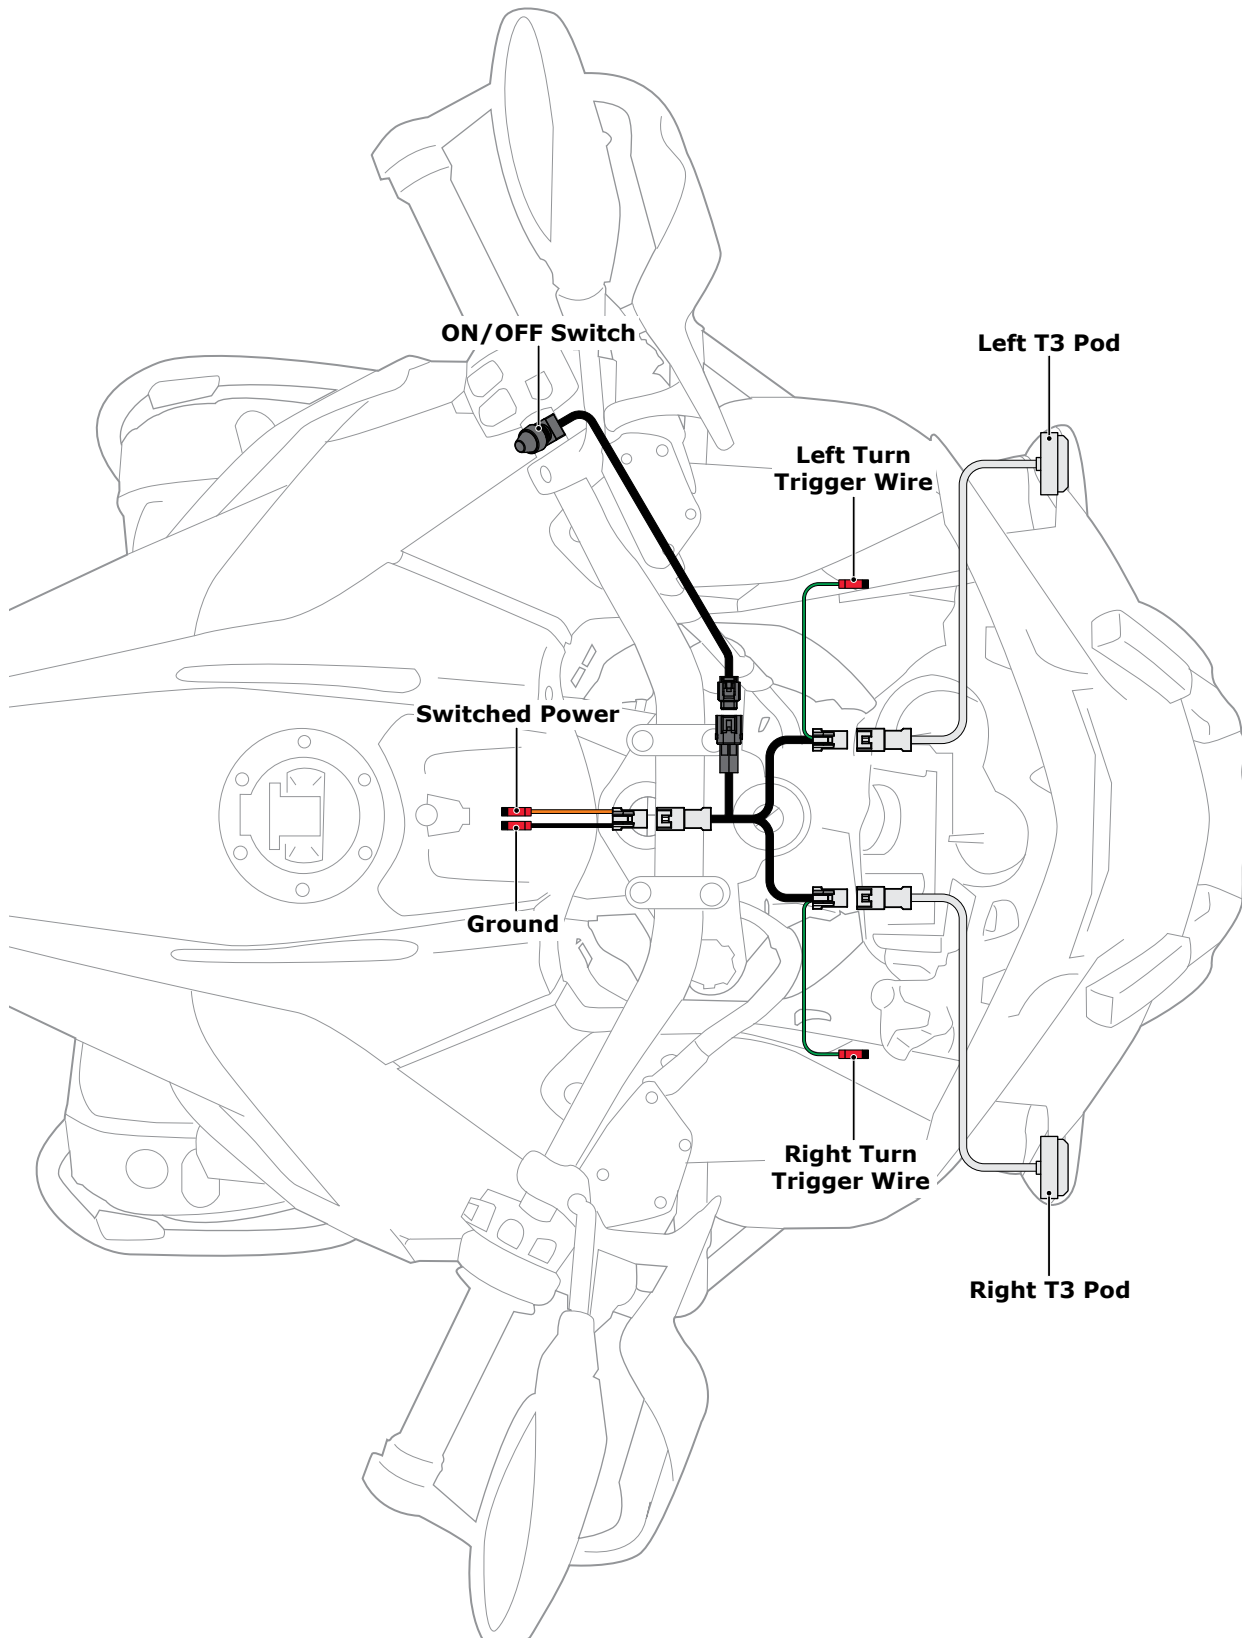 ON/OFF Switch
Left T3 Pod
Left Turn
Trigger Wire
Switched Power
Ground
Right Turn
Trigger Wire
Right T3 Pod